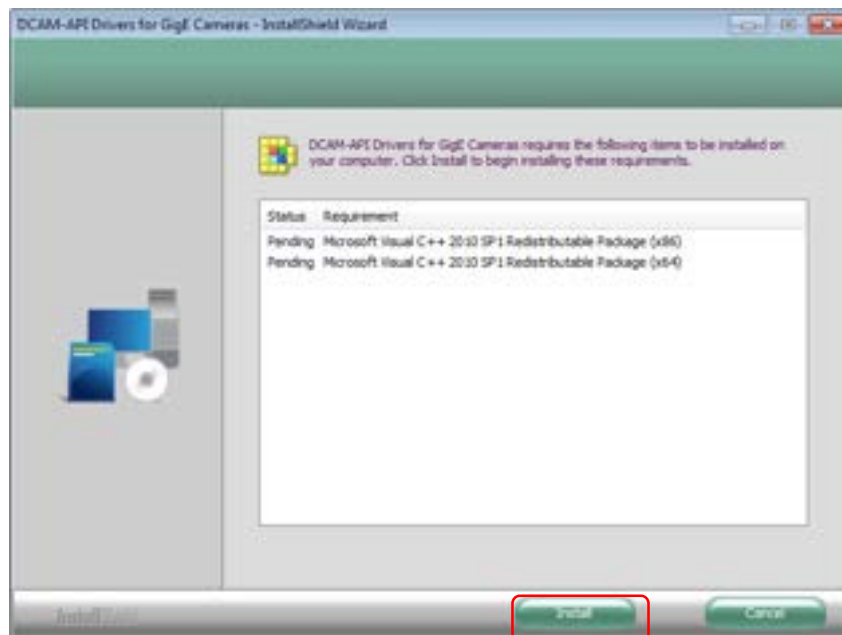 DCAM-API Drivers for GigE Cameras - InstallShield Wizard
DCAM-API Drivers for GigE Cameras requires the following items to be installed on
your computer. Click Install to begin installing these requirements.
Status Requirement
Pending Microsoft Visual C++ 2010 SP1 Redistributable Package (x86)
Pending Microsoft Visual C++ 2010 SP1 Redistributable Package (x64)
InstallShield
Install
Cancel